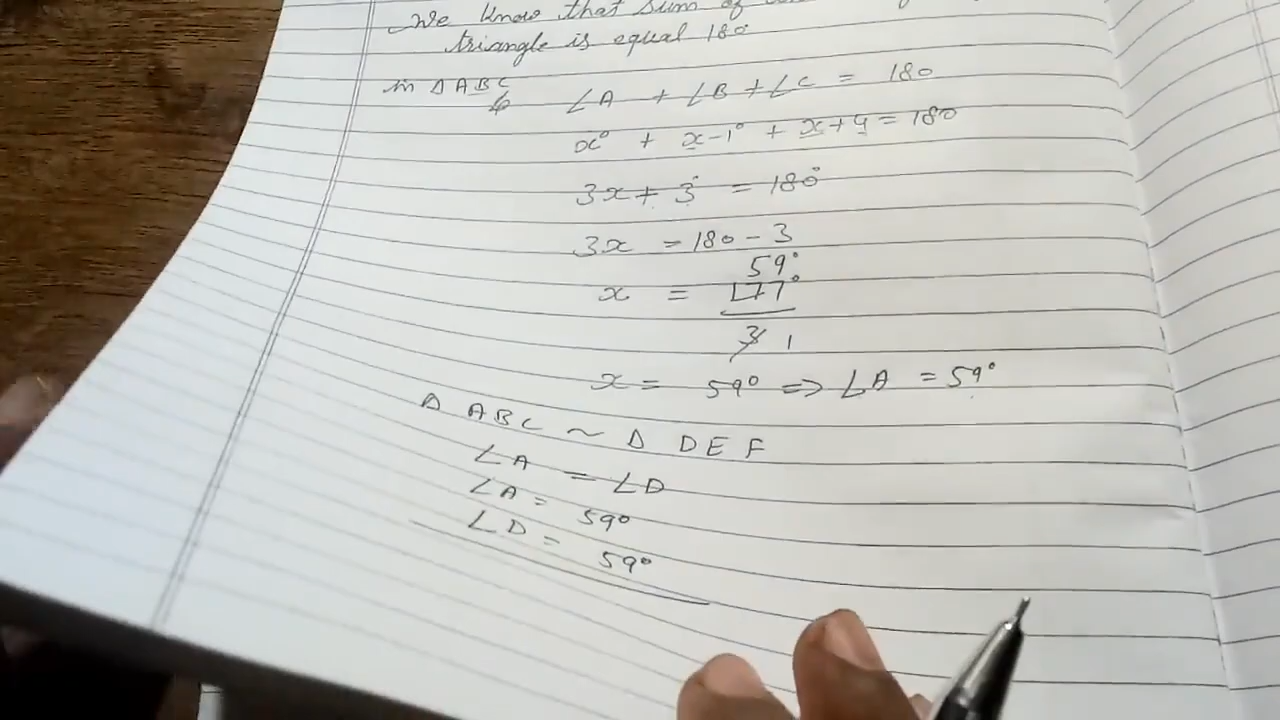 We know that sum of
triangle is equal 180°
in Δ ABC
∠A + ∠B + ∠C = 180
x° + x-1° + x+4 = 180
3x + 3° = 180°
3x = 180 - 3
59°
x = 177°
3 1
x = 59° ⇒ ∠A = 59°
Δ ABC ~ Δ DEF
∠A = ∠D
∠A = 59°
∠D = 59°